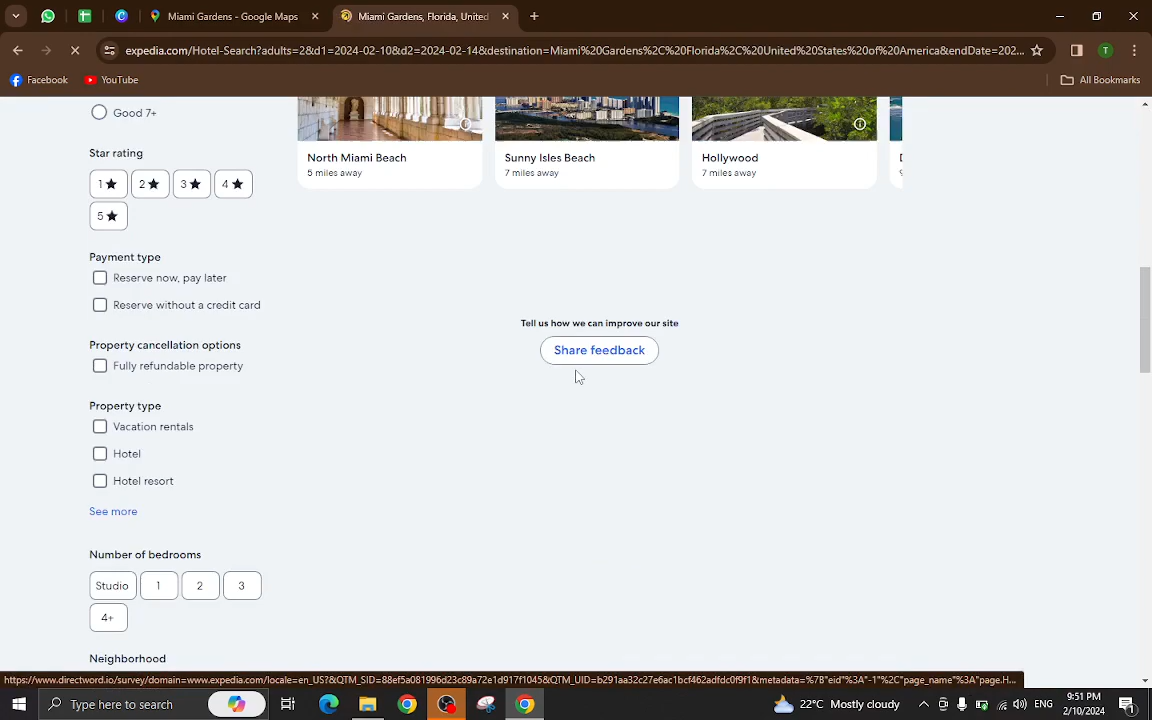 Miami Gardens - Google Maps
Miami Gardens, Florida, United
expedia.com/Hotel-Search?adults=2&d1=2024-02-10&d2=2024-02-14&destination=Miami%20Gardens%2C%20Florida%2C%20United%20States%20of%20America&endDate=202...
T
Facebook
YouTube
All Bookmarks
Good 7+
Star rating
1★ 2★ 3★ 4★
5★
Payment type
Reserve now, pay later
Reserve without a credit card
Property cancellation options
Fully refundable property
Property type
Vacation rentals
Hotel
Hotel resort
See more
Number of bedrooms
Studio 1 2 3
4+
Neighborhood
North Miami Beach
5 miles away
Sunny Isles Beach
7 miles away
Hollywood
7 miles away
Tell us how we can improve our site
Share feedback
https://www.directword.io/survey/domain=www.expedia.com/locale=en_US?&QTM_SID=88ef5a081996d23c89a72e1d917f1045&QTM_UID=b291aa32c27e6ac1bcf462adfdc0f9f1&metadata=%7B"eid"%3A"-1"%2C"page_name"%3A"page.H...
Type here to search
22°C Mostly cloudy
ENG
9:51 PM
2/10/2024
1